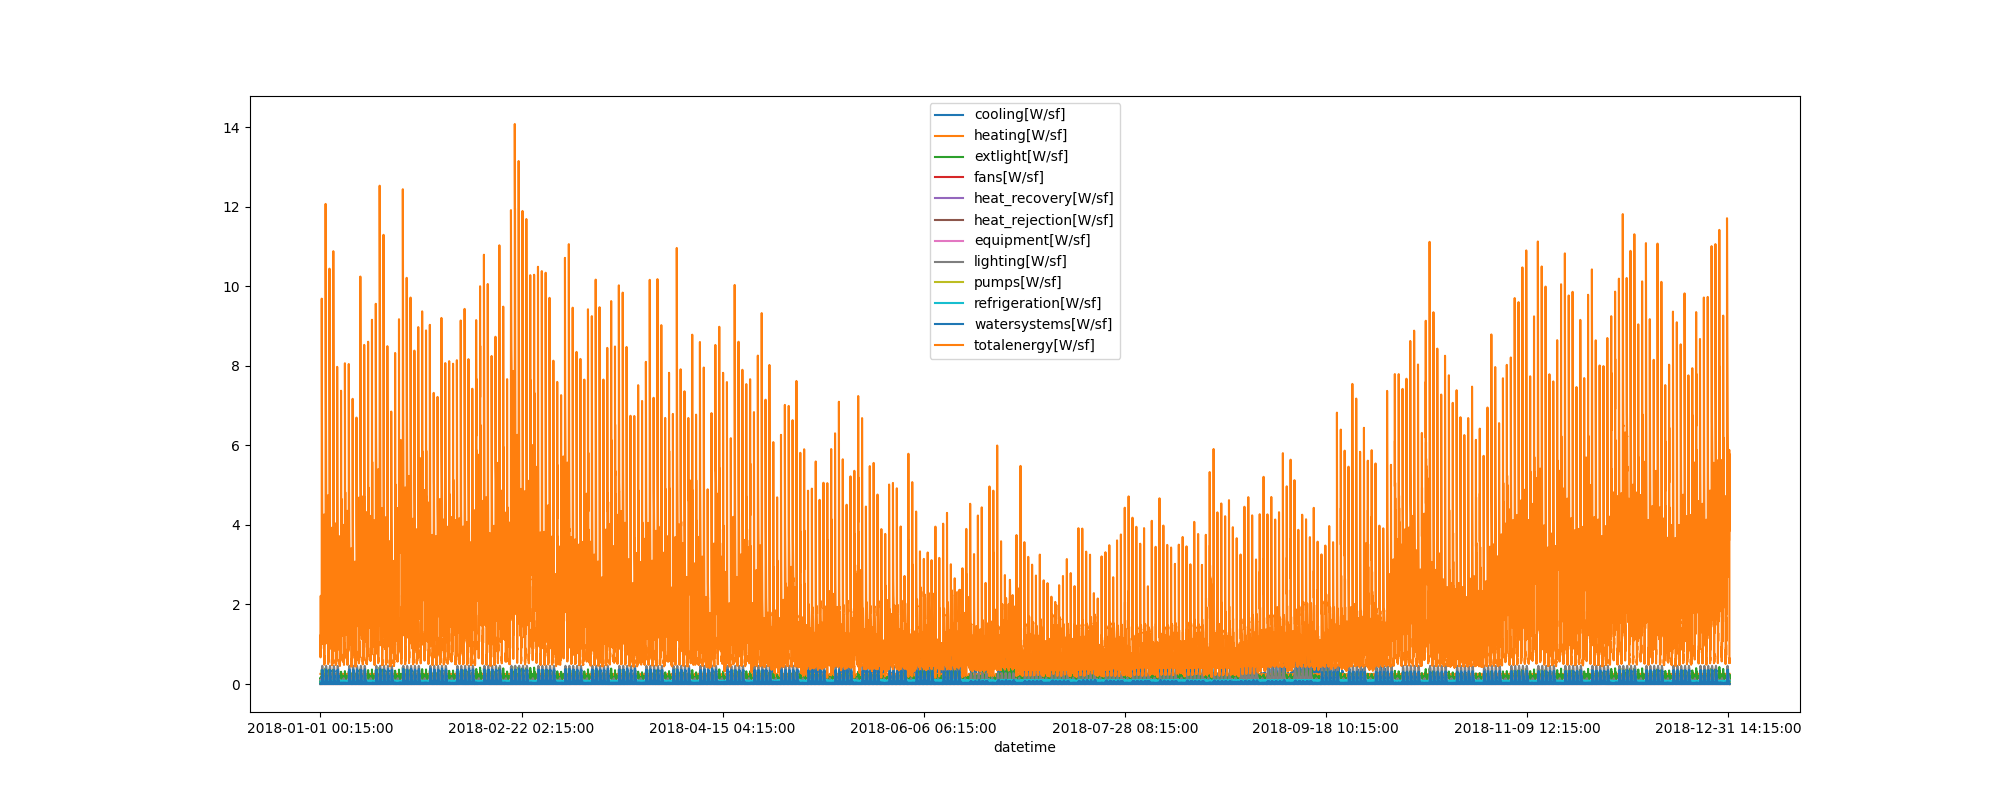 14
12
10
8
6
4
2
0
cooling[W/sf]
heating[W/sf]
extlight[W/sf]
fans[W/sf]
heat_recovery[W/sf]
heat_rejection[W/sf]
equipment[W/sf]
lighting[W/sf]
pumps[W/sf]
refrigeration[W/sf]
watersystems[W/sf]
totalenergy[W/sf]
2018-01-01 00:15:00 2018-02-22 02:15:00 2018-04-15 04:15:00 2018-06-06 06:15:00 2018-07-28 08:15:00 2018-09-18 10:15:00 2018-11-09 12:15:00 2018-12-31 14:15:00
datetime